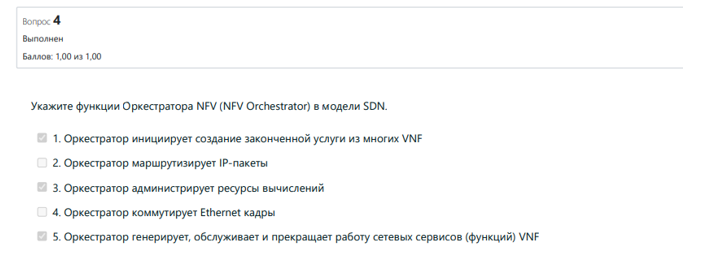 Вопрос 4
Выполнен
Баллов: 1,00 из 1,00
Укажите функции Оркестратора NFV (NFV Orchestrator) в модели SDN.
1. Оркестратор инициирует создание законченной услуги из многих VNF
2. Оркестратор маршрутизирует IP-пакеты
3. Оркестратор администрирует ресурсы вычислений
4. Оркестратор коммутирует Ethernet кадры
5. Оркестратор генерирует, обслуживает и прекращает работу сетевых сервисов (функций) VNF